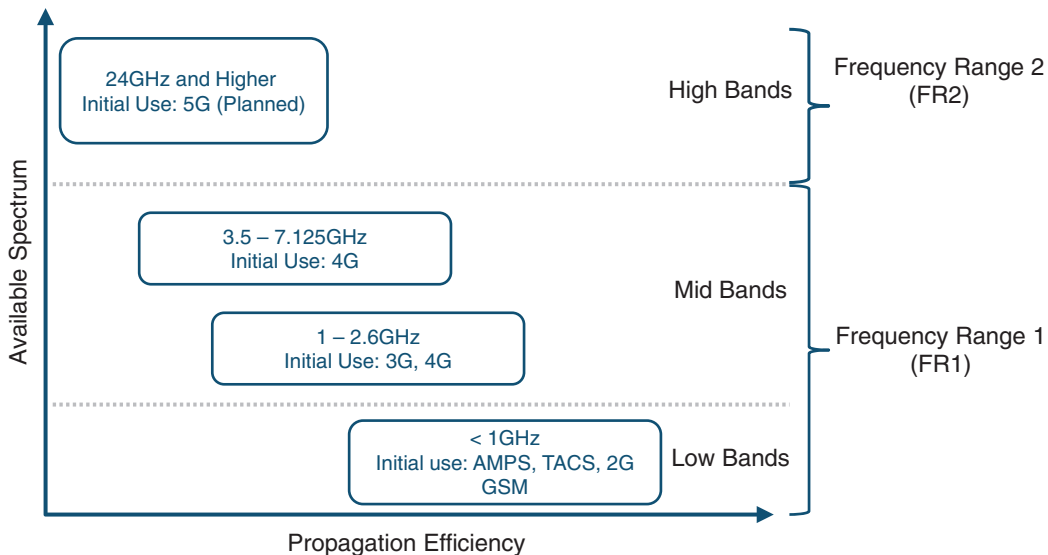 Available Spectrum
24GHz and Higher
Initial Use: 5G (Planned)
High Bands
Frequency Range 2
(FR2)
3.5 – 7.125GHz
Initial Use: 4G
Mid Bands
1 – 2.6GHz
Initial Use: 3G, 4G
Frequency Range 1
(FR1)
< 1GHz
Initial use: AMPS, TACS, 2G
GSM
Low Bands
Propagation Efficiency